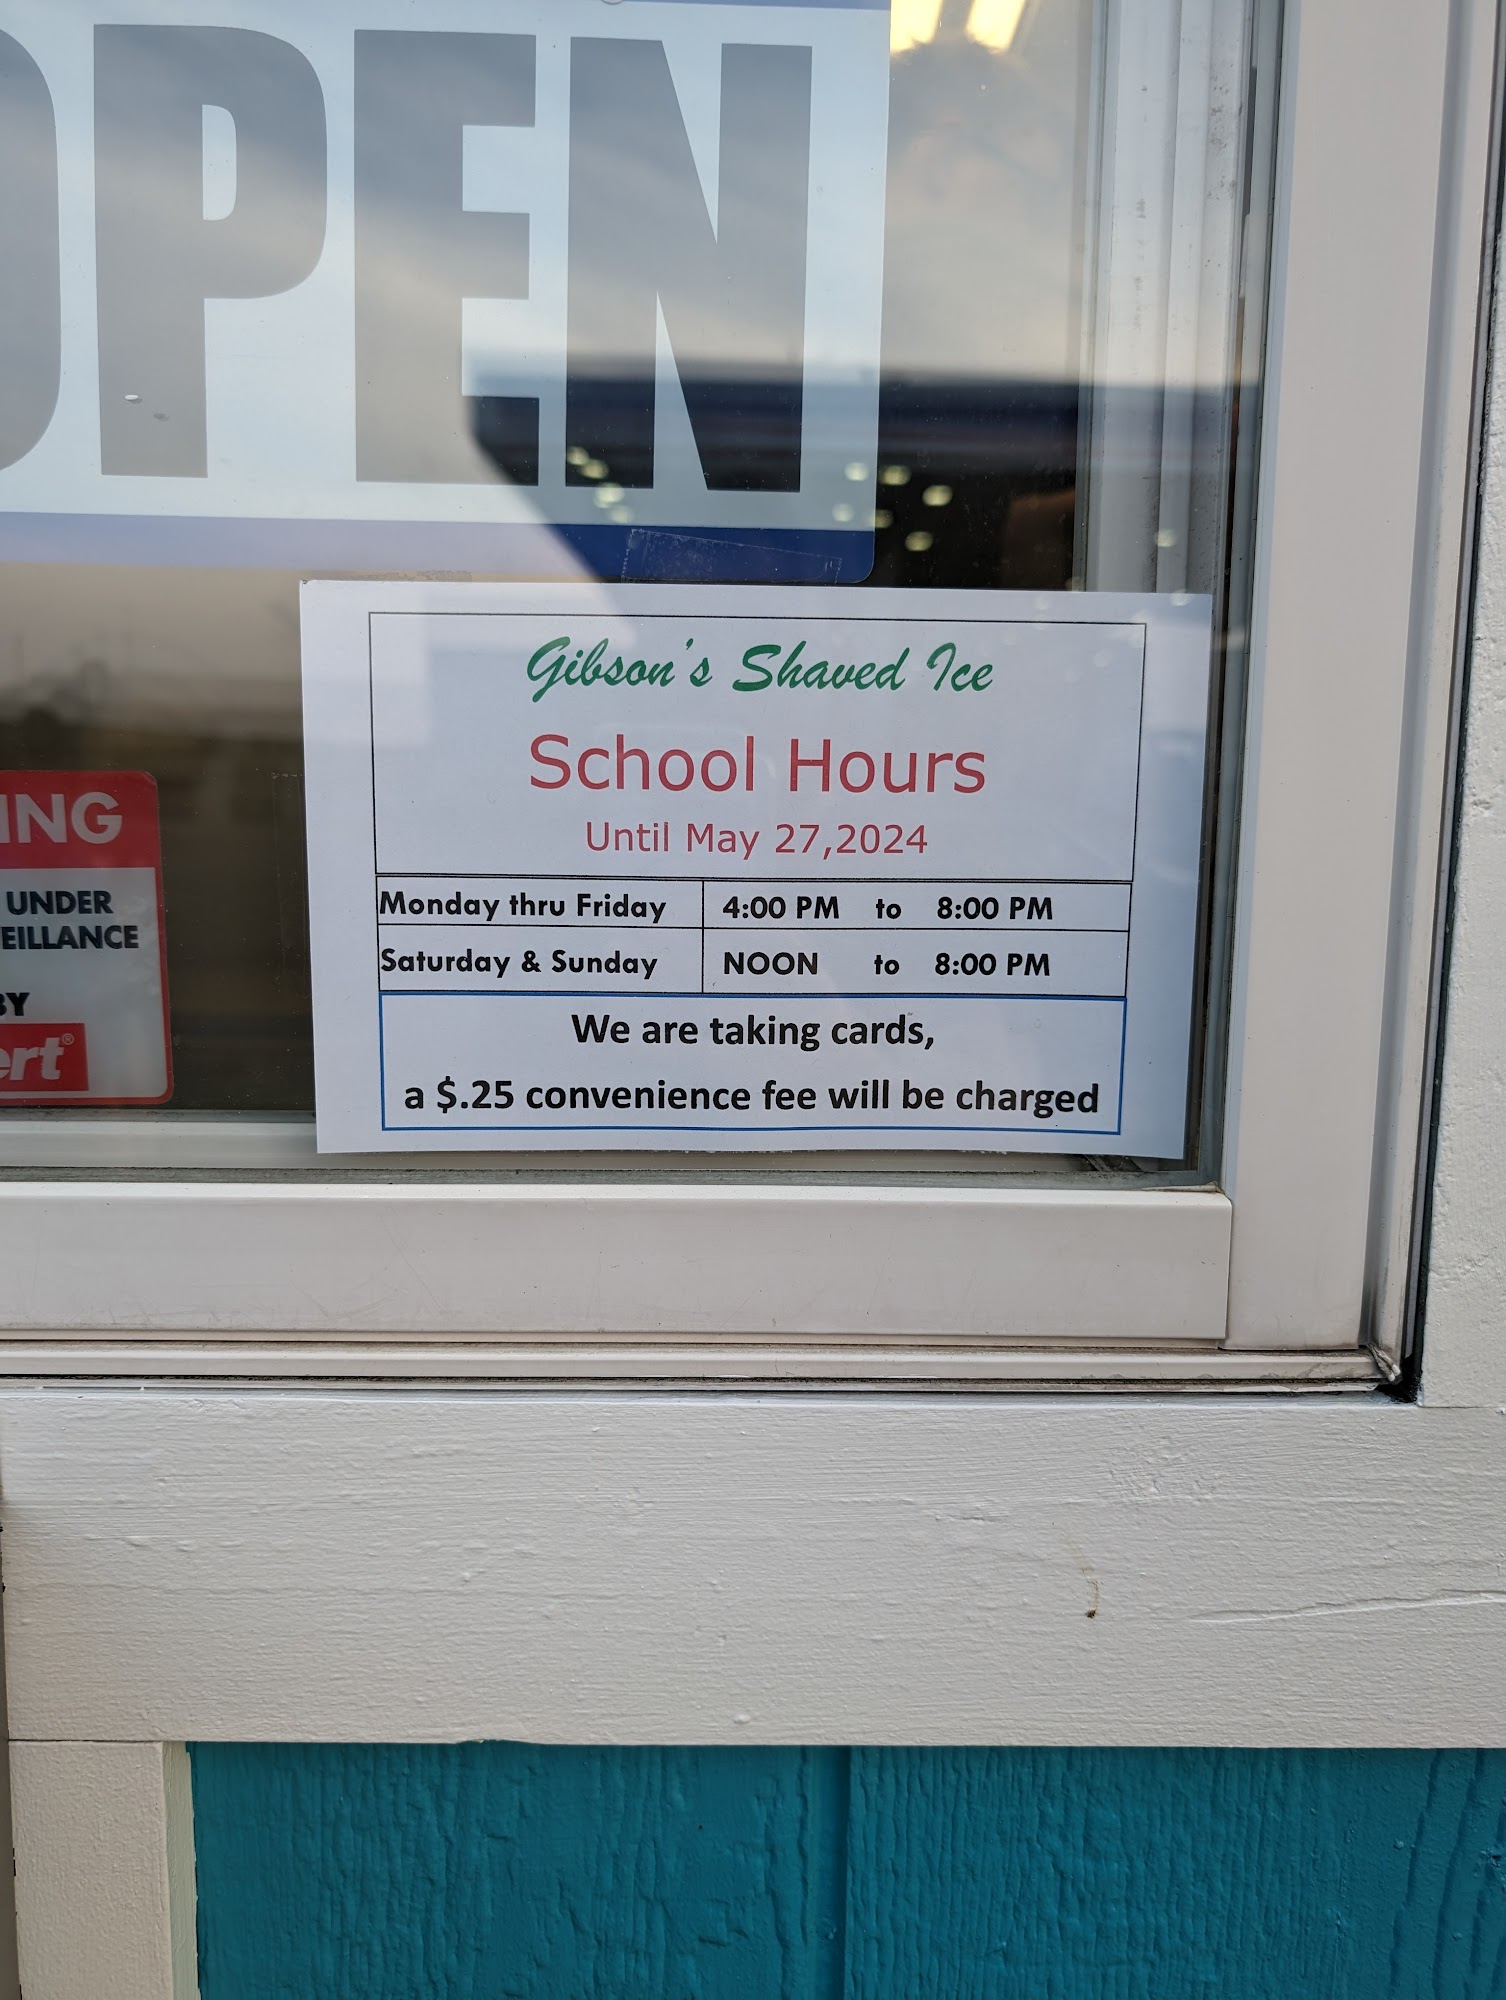 OPEN
Gibson's Shaved Ice
School Hours
Until May 27,2024
Monday thru Friday 4:00 PM to 8:00 PM
Saturday & Sunday NOON to 8:00 PM
We are taking cards,
a $.25 convenience fee will be charged
ING
UNDER
EILLANCE
BY
ert®